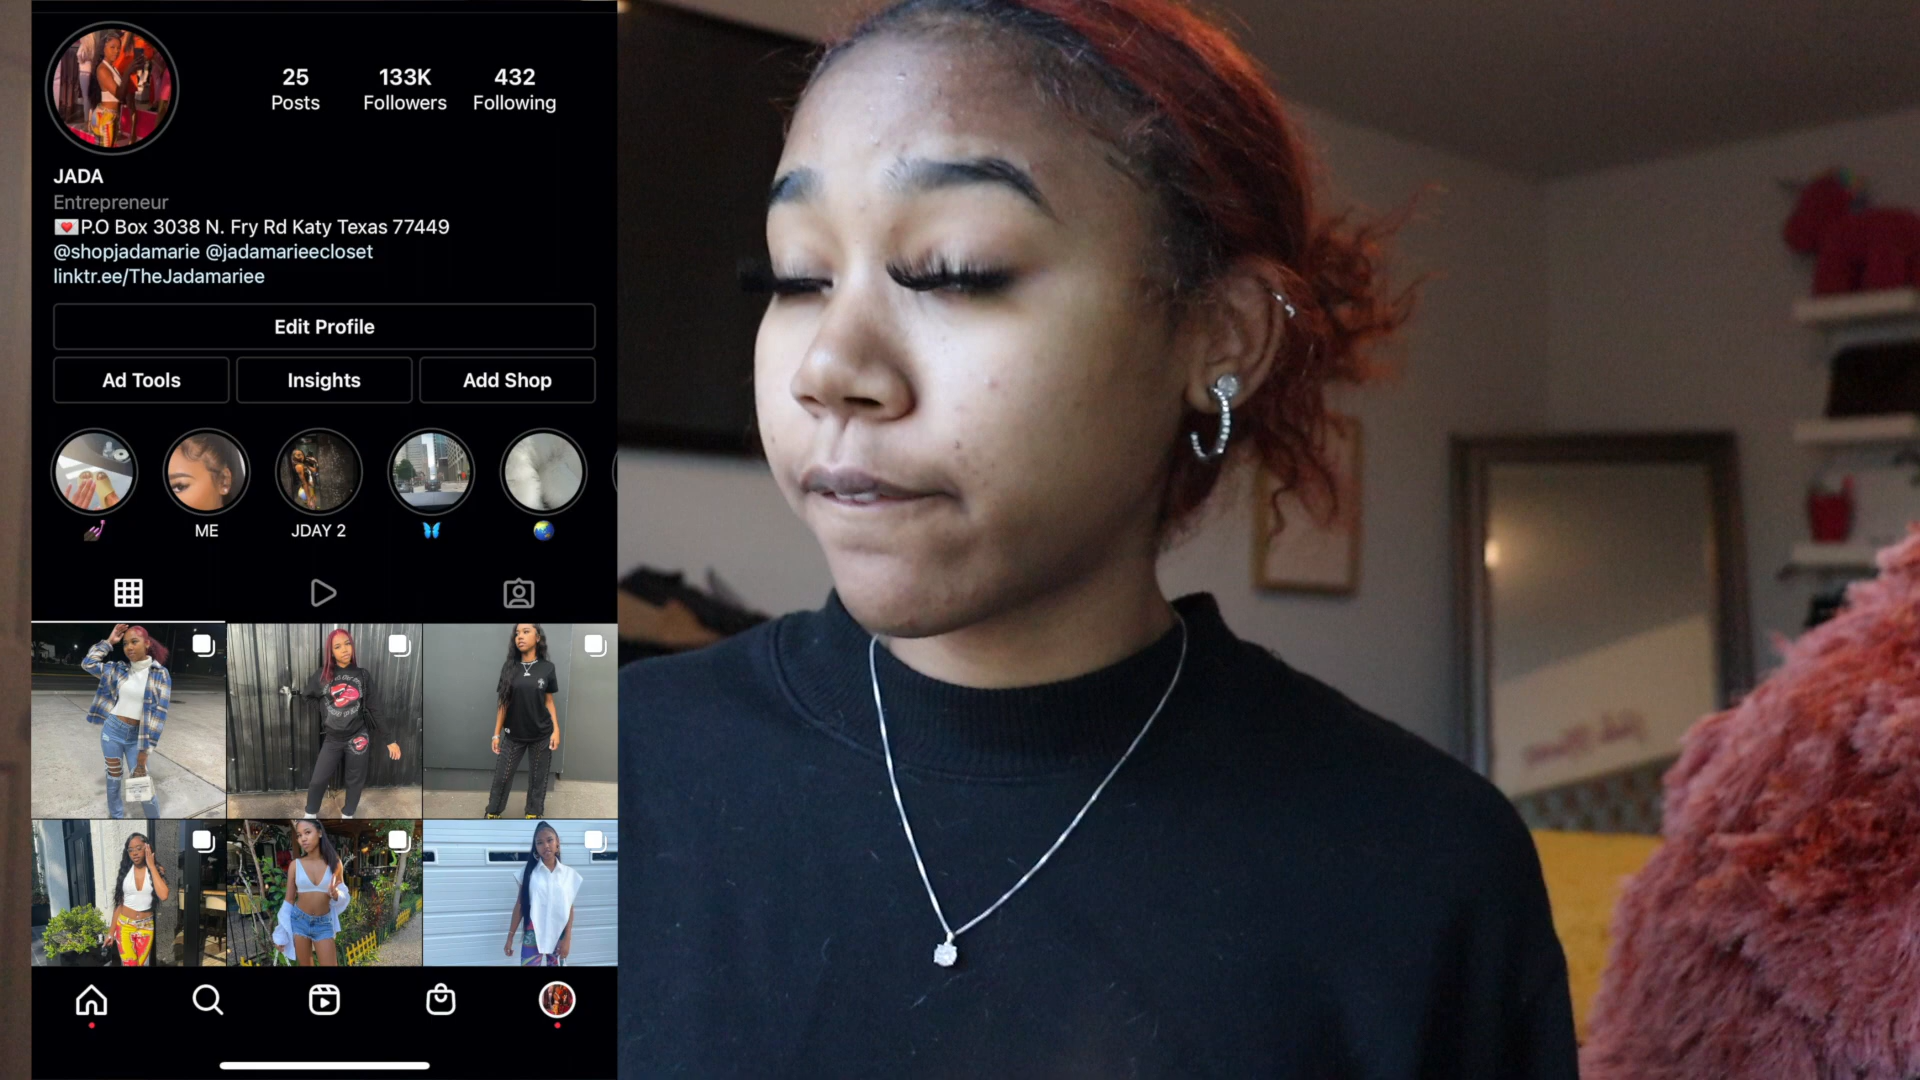 25 133K 432
Posts Followers Following
JADA
Entrepreneur
💌P.O Box 3038 N. Fry Rd Katy Texas 77449
@shopjadamarie @jadamarieecloset
linktr.ee/TheJadamariee
Edit Profile
Ad Tools Insights Add Shop
ME JDAY 2